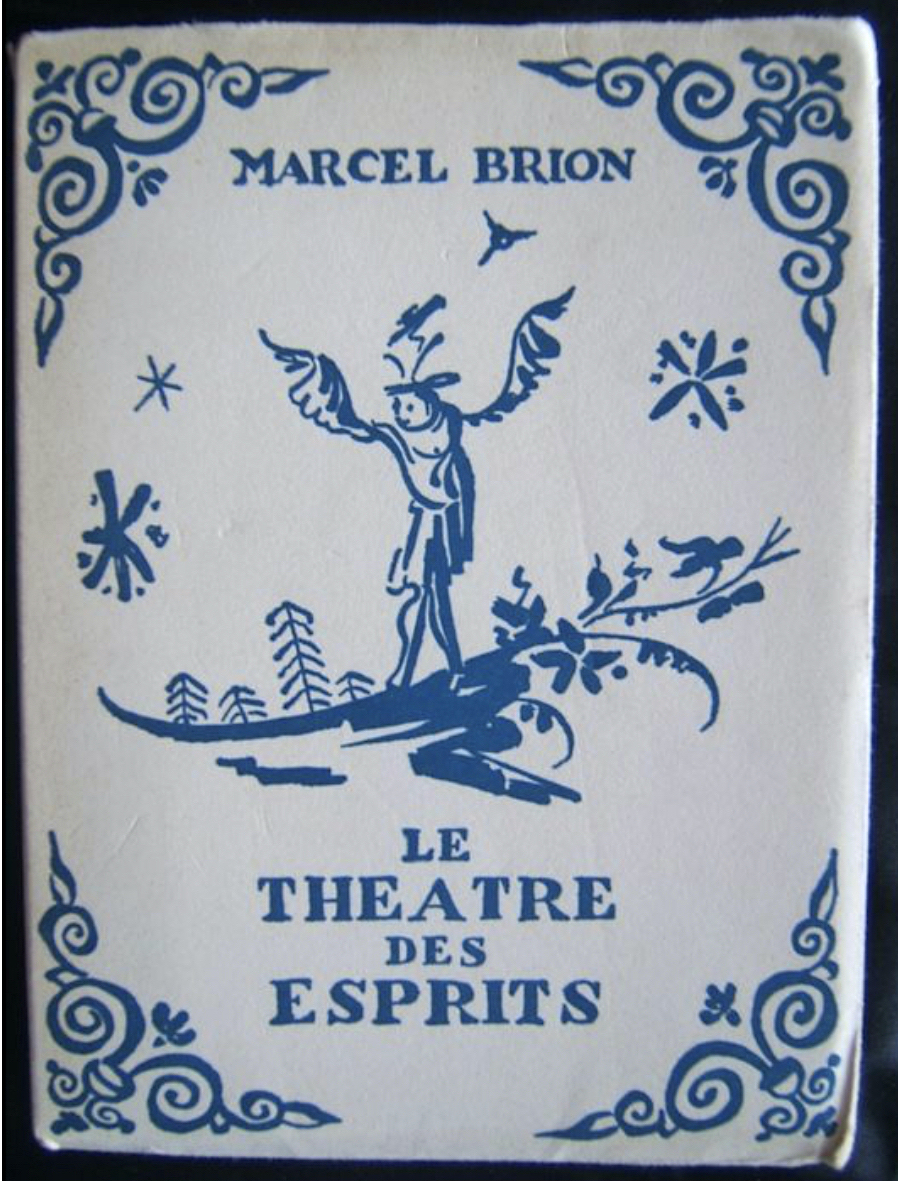 MARCEL BRION
LE
THEATRE
DES
ESPRITS